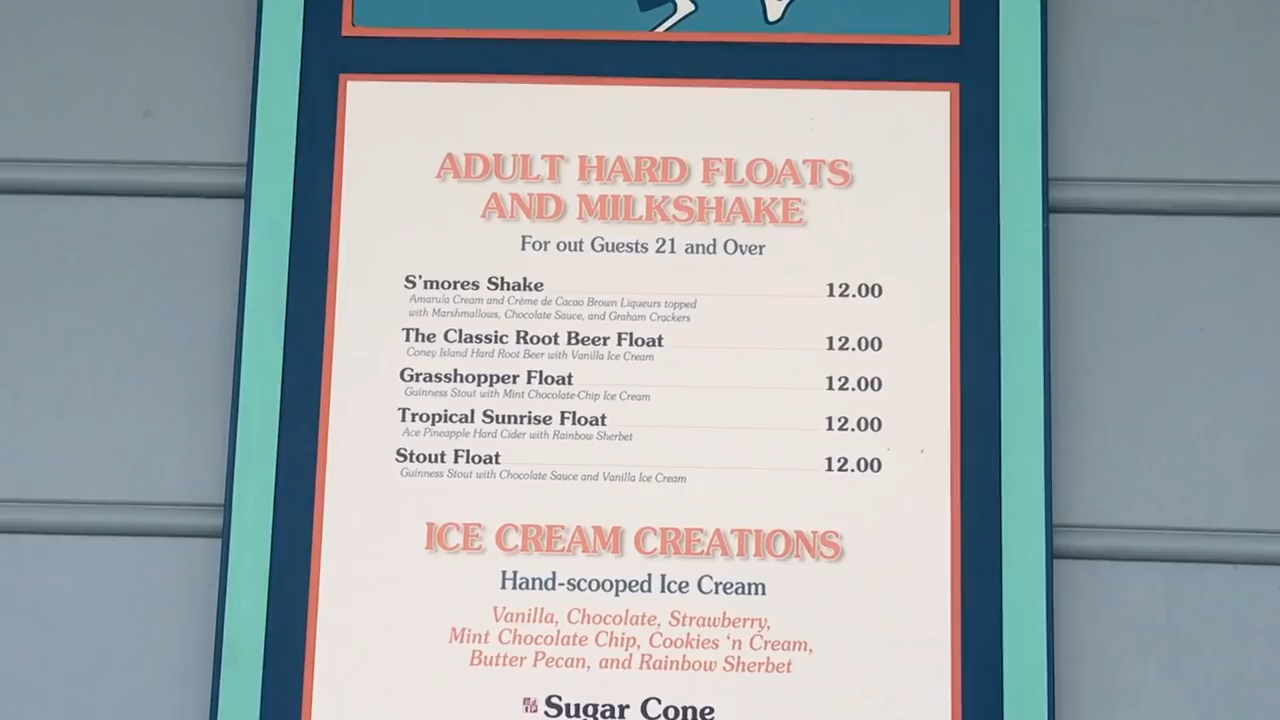 ADULT HARD FLOATS
AND MILKSHAKE
For out Guests 21 and Over
S'mores Shake 12.00
Amarula Cream and Crème de Cacao Brown Liqueurs topped
with Marshmallows, Chocolate Sauce, and Graham Crackers
The Classic Root Beer Float 12.00
Coney Island Hard Root Beer with Vanilla Ice Cream
Grasshopper Float 12.00
Guinness Stout with Mint Chocolate-Chip Ice Cream
Tropical Sunrise Float 12.00
Ace Pineapple Hard Cider with Rainbow Sherbet
Stout Float 12.00
Guinness Stout with Chocolate Sauce and Vanilla Ice Cream
ICE CREAM CREATIONS
Hand-scooped Ice Cream
Vanilla, Chocolate, Strawberry,
Mint Chocolate Chip, Cookies 'n Cream,
Butter Pecan, and Rainbow Sherbet
Sugar Cone